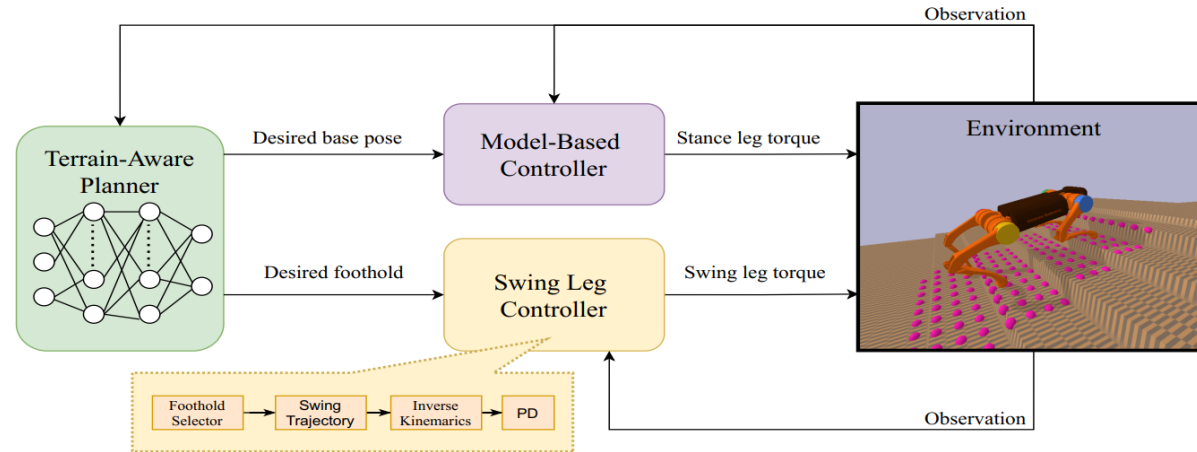 Observation
Terrain-Aware
Planner
Desired base pose
Model-Based
Controller
Stance leg torque
Environment
Desired foothold
Swing Leg
Controller
Swing leg torque
Foothold
Selector
Swing
Trajectory
Inverse
Kinemarics
PD
Observation